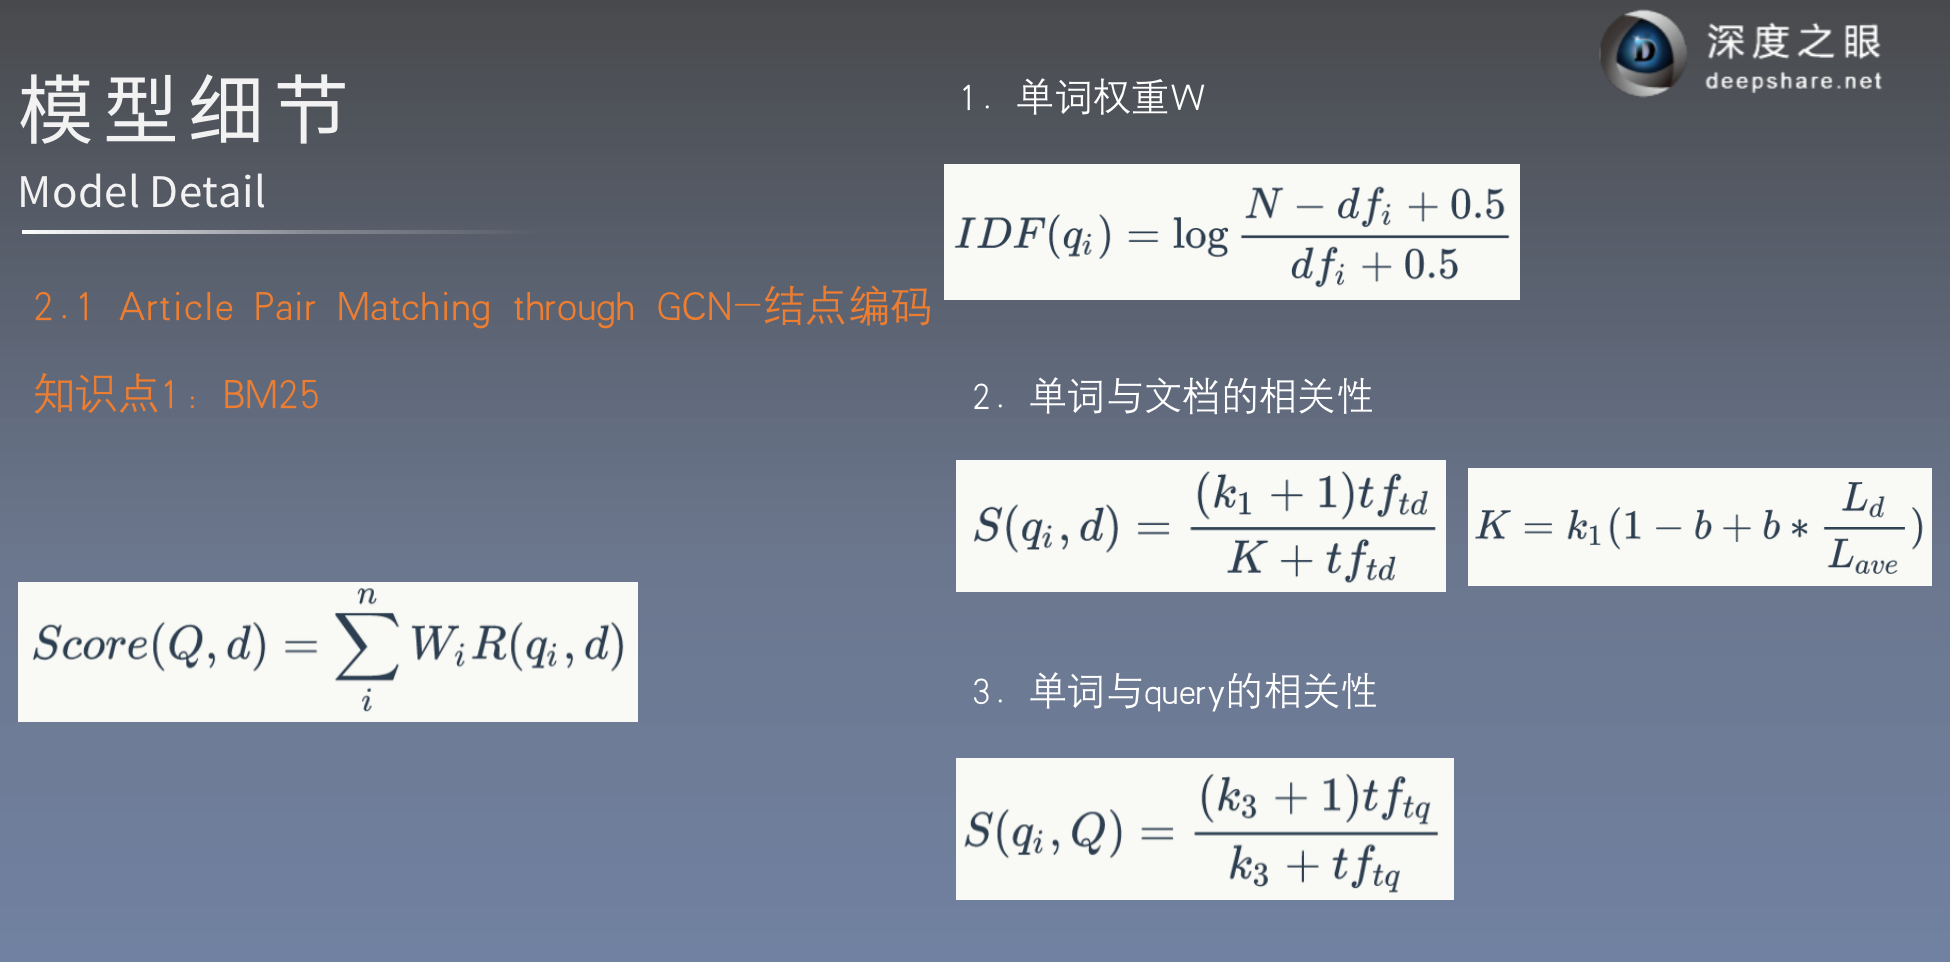 模型细节
Model Detail
2.1 Article Pair Matching through GCN-结点编码
知识点1: BM25
Score(Q, d) = \sum_{i}^{n} W_i R(q_i, d)
深度之眼
deepshare.net
1. 单词权重W
IDF(q_i) = \log \frac{N - df_i + 0.5}{df_i + 0.5}
2. 单词与文档的相关性
S(q_i, d) = \frac{(k_1 + 1)tf_{td}}{K + tf_{td}}
K = k_1(1 - b + b * \frac{L_d}{L_{ave}})
3. 单词与query的相关性
S(q_i, Q) = \frac{(k_3 + 1)tf_{tq}}{k_3 + tf_{tq}}